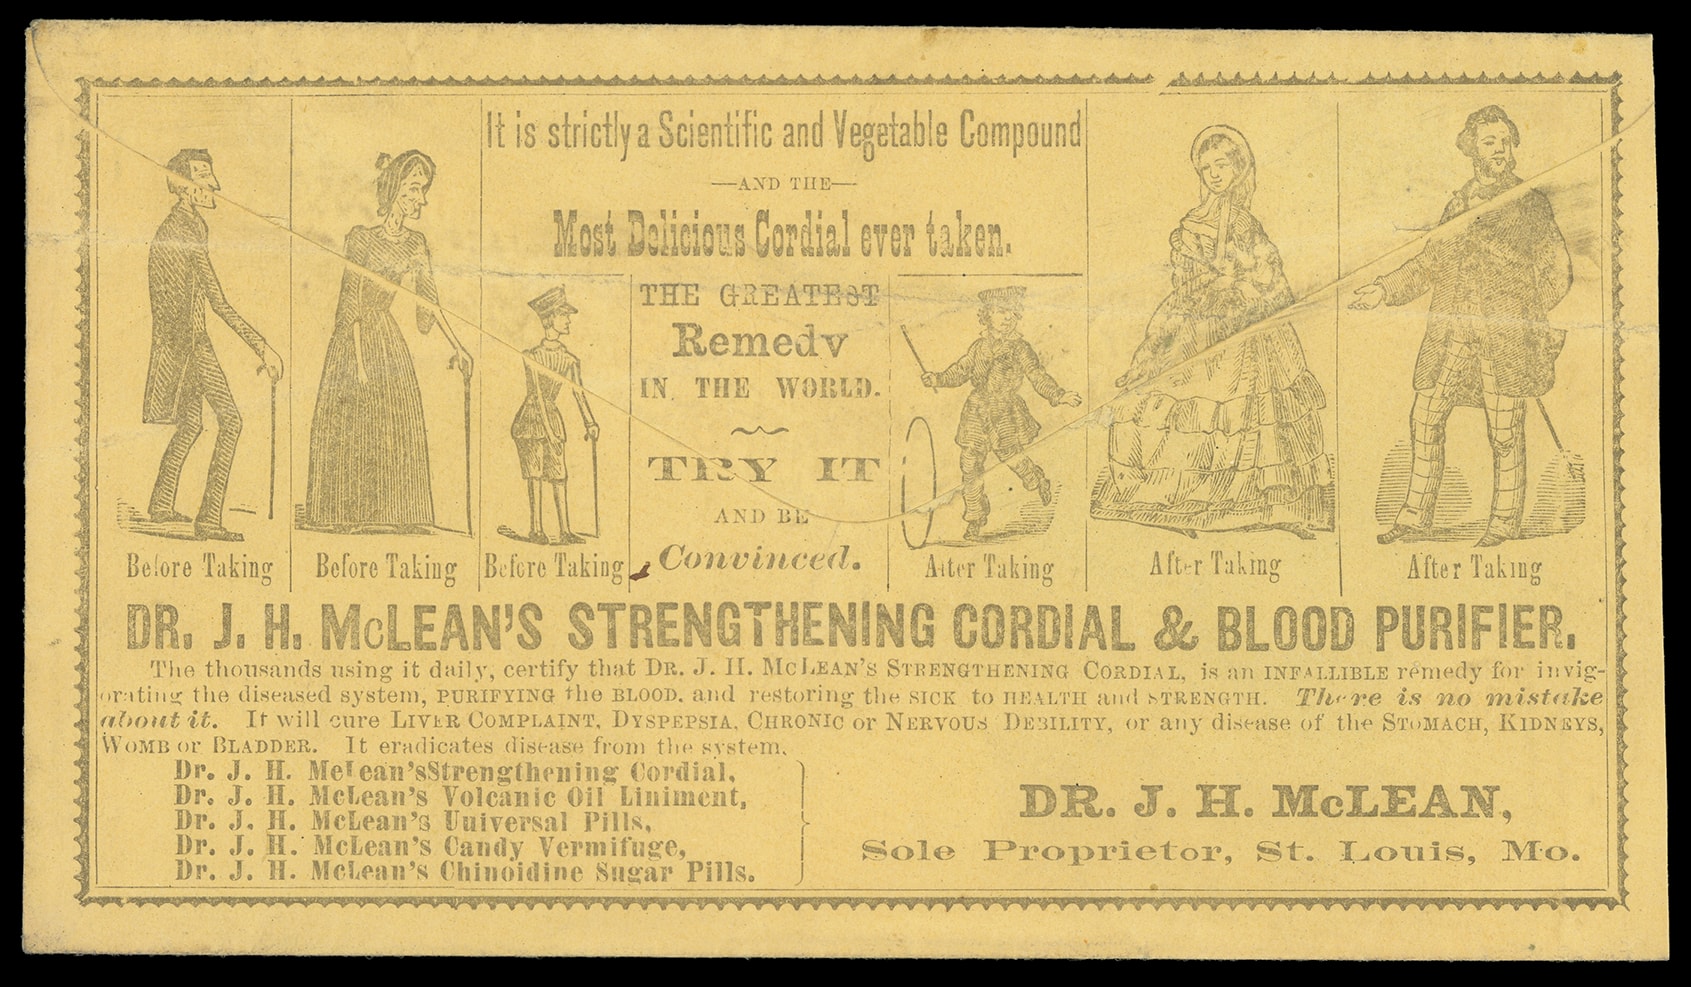 It is strictly a Scientific and Vegetable Compound
—AND THE—
Most Delicious Cordial ever taken.
THE GREATEST
Remedy
IN THE WORLD.
TRY IT
AND BE
Convinced.
Before Taking
Before Taking
Before Taking
After Taking
After Taking
After Taking
DR. J. H. McLEAN'S STRENGTHENING CORDIAL & BLOOD PURIFIER.
The thousands using it daily, certify that DR. J. H. MCLEAN'S STRENGTHENING CORDIAL, is an INFALLIBLE remedy for invig-
orating the diseased system, PURIFYING the BLOOD, and restoring the SICK to HEALTH and STRENGTH. There is no mistake
about it. It will cure LIVER COMPLAINT, DYSPEPSIA, CHRONIC or NERVOUS DEBILITY, or any disease of the STOMACH, KIDNEYS,
WOMB or BLADDER. It eradicates disease from the system.
Dr. J. H. McLean'sStrengthening Cordial,
Dr. J. H. McLean's Volcanic Oil Liniment,
Dr. J. H. McLean's Universal Pills,
Dr. J. H. McLean's Candy Vermifuge,
Dr. J. H. McLean's Chinoidine Sugar Pills.
DR. J. H. McLEAN,
Sole Proprietor, St. Louis, Mo.